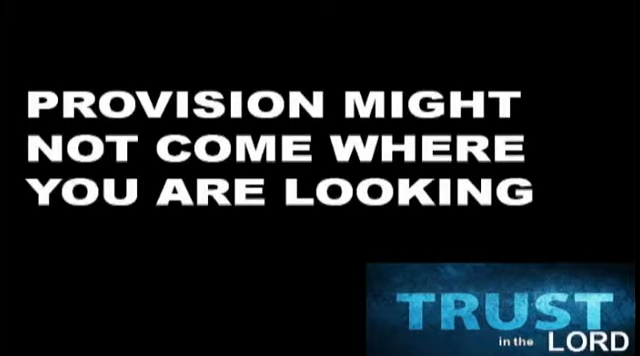 PROVISION MIGHT
NOT COME WHERE
YOU ARE LOOKING
TRUST
in the LORD